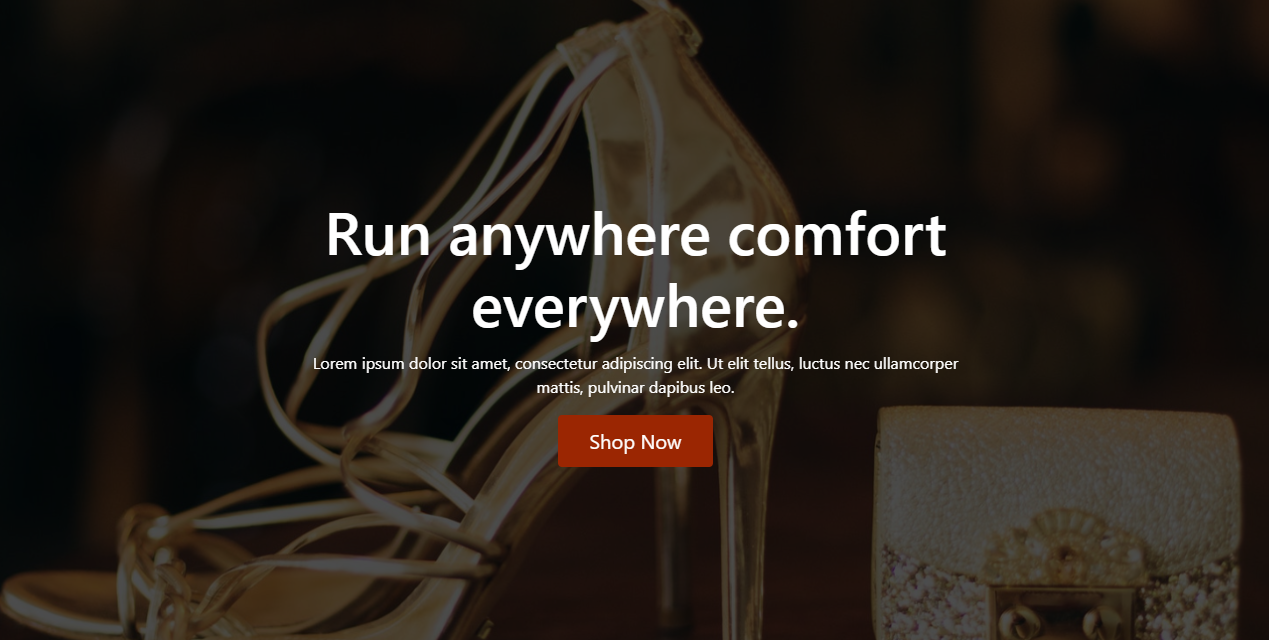 Run anywhere comfort
everywhere.
Lorem ipsum dolor sit amet, consectetur adipiscing elit. Ut elit tellus, luctus nec ullamcorper
mattis, pulvinar dapibus leo.
Shop Now